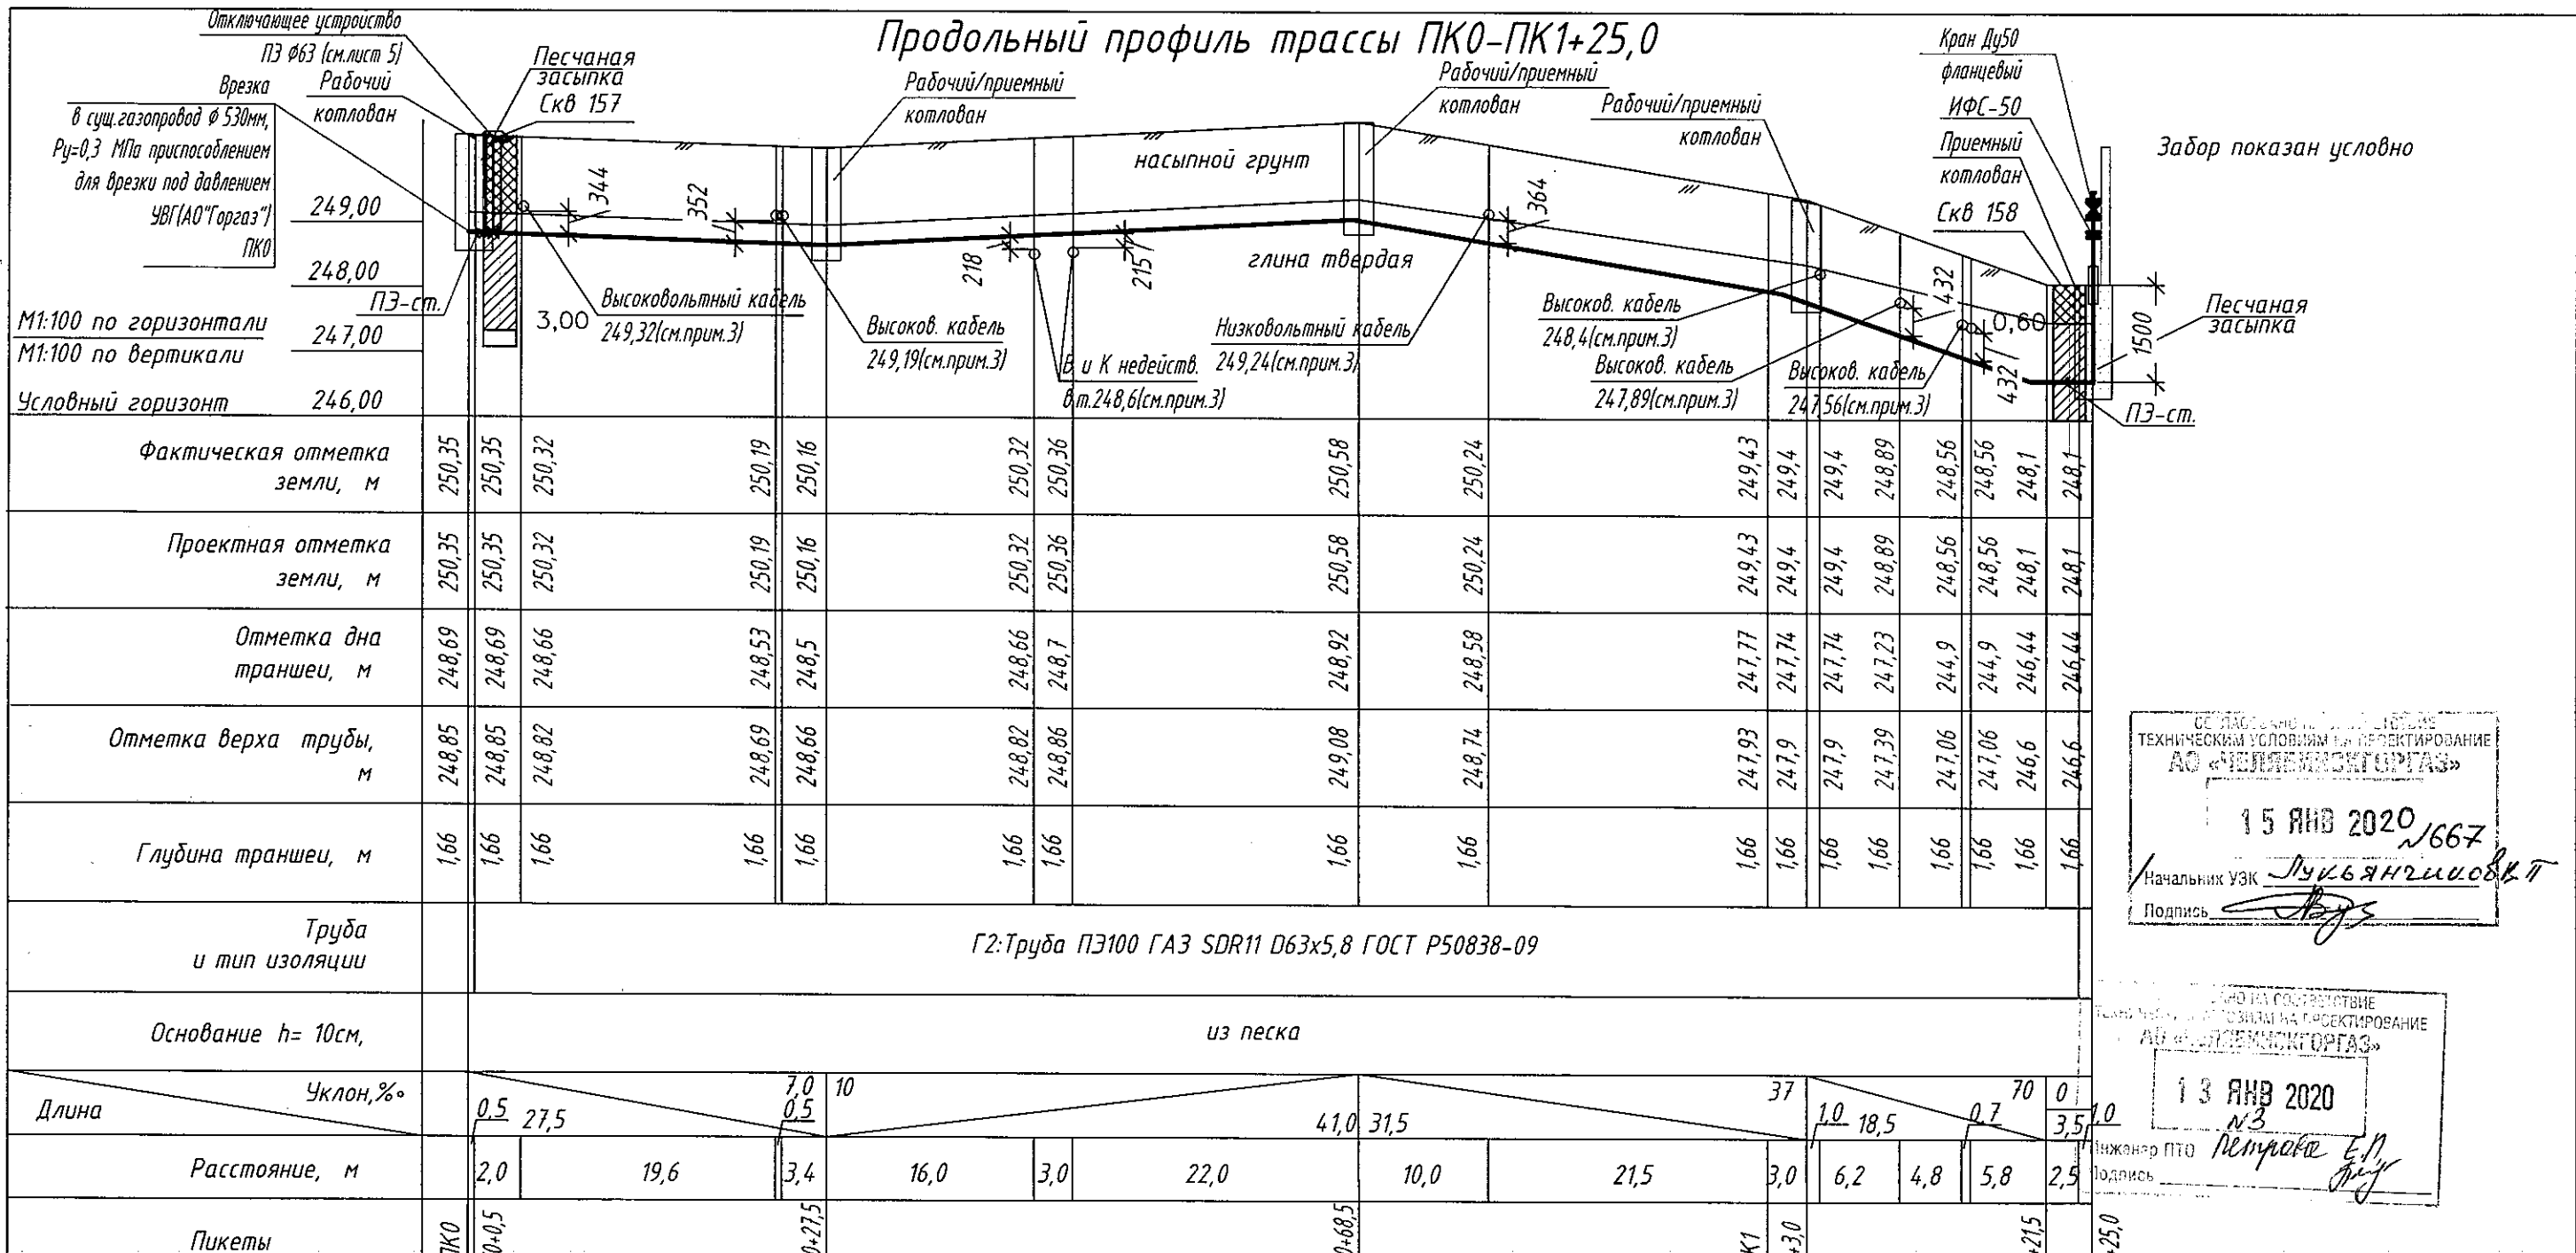 Продольный профиль трассы ПК0-ПК1+25,0
Отключающее устройство
ПЭ Ф63 (см.лист 5)
Врезка
в сущ.газопровод Ф 530мм,
Ру=0,3 МПа приспособлением
для врезки под давлением
УВГ(АО"Горгаз")
ПК0
Рабочий
котлован
Песчаная
засыпка
Скв 157
Рабочий/приемный
котлован
Рабочий/приемный
котлован
Рабочий/приемный
котлован
Кран Ду50
фланцевый
ИФС-50
Приемный
котлован
Скв 158
Забор показан условно
насыпной грунт
глина твердая
344
352
218
215
364
432
432
0,60
1500
3,00
Песчаная
засыпка
ПЭ-ст.
ПЭ-ст.
249,00
248,00
247,00
М1:100 по горизонтали
М1:100 по вертикали
Условный горизонт 246,00
Высоковольтный кабель
249,32(см.прим.3)
Высоков. кабель
249,19(см.прим.3)
В и К недейств.
в.т.248,6(см.прим.3)
Низковольтный кабель
249,24(см.прим.3)
Высоков. кабель
248,4(см.прим.3)
Высоков. кабель
247,89(см.прим.3)
Высоков. кабель
247,56(см.прим.3)
Фактическая отметка
земли, м
250,35 250,35 250,32 250,19 250,16 250,32 250,36 250,58 250,24 249,43 249,4 249,4 248,89 248,56 248,56 248,1 248,1
Проектная отметка
земли, м
250,35 250,35 250,32 250,19 250,16 250,32 250,36 250,58 250,24 249,43 249,4 249,4 248,89 248,56 248,56 248,1 248,1
Отметка дна
траншеи, м
248,69 248,69 248,66 248,53 248,5 248,66 248,7 248,92 248,58 247,77 247,74 247,74 247,23 244,9 244,9 246,44 246,44
Отметка верха трубы,
м
248,85 248,85 248,82 248,69 248,66 248,82 248,86 249,08 248,74 247,93 247,9 247,9 247,39 247,06 247,06 246,6 246,6
Глубина траншеи, м
1,66 1,66 1,66 1,66 1,66 1,66 1,66 1,66 1,66 1,66 1,66 1,66 1,66 1,66 1,66 1,66 1,66
Труба
и тип изоляции
Г2:Труба ПЭ100 ГАЗ SDR11 D63х5,8 ГОСТ Р50838-09
Основание h= 10см,
из песка
Уклон,‰
Длина
0,5 27,5 7,0 0,5 10 41,0 31,5 37 1,0 18,5 0,7 70 0 3,5 1,0
Расстояние, м
2,0 19,6 3,4 16,0 3,0 22,0 10,0 21,5 3,0 6,2 4,8 5,8 2,5
Пикеты
ПК0 0+0,5 0+27,5 0+68,5 К1 +3,0 +21,5 +25,0
ТЕХНИЧЕСКИМ УСЛОВИЯМ НА ПРОЕКТИРОВАНИЕ
АО «ЧЕЛЯБИНСКГОРГАЗ»
15 ЯНВ 2020
N667
Начальник УЗК Лукьянчиков К.П
Подпись
НА СООТВЕТСТВИЕ
НА ПРОЕКТИРОВАНИЕ
АО «ЧЕЛЯБИНСКГОРГАЗ»
13 ЯНВ 2020
N3
Инженер ПТО Петрова Е.П.
Подпись